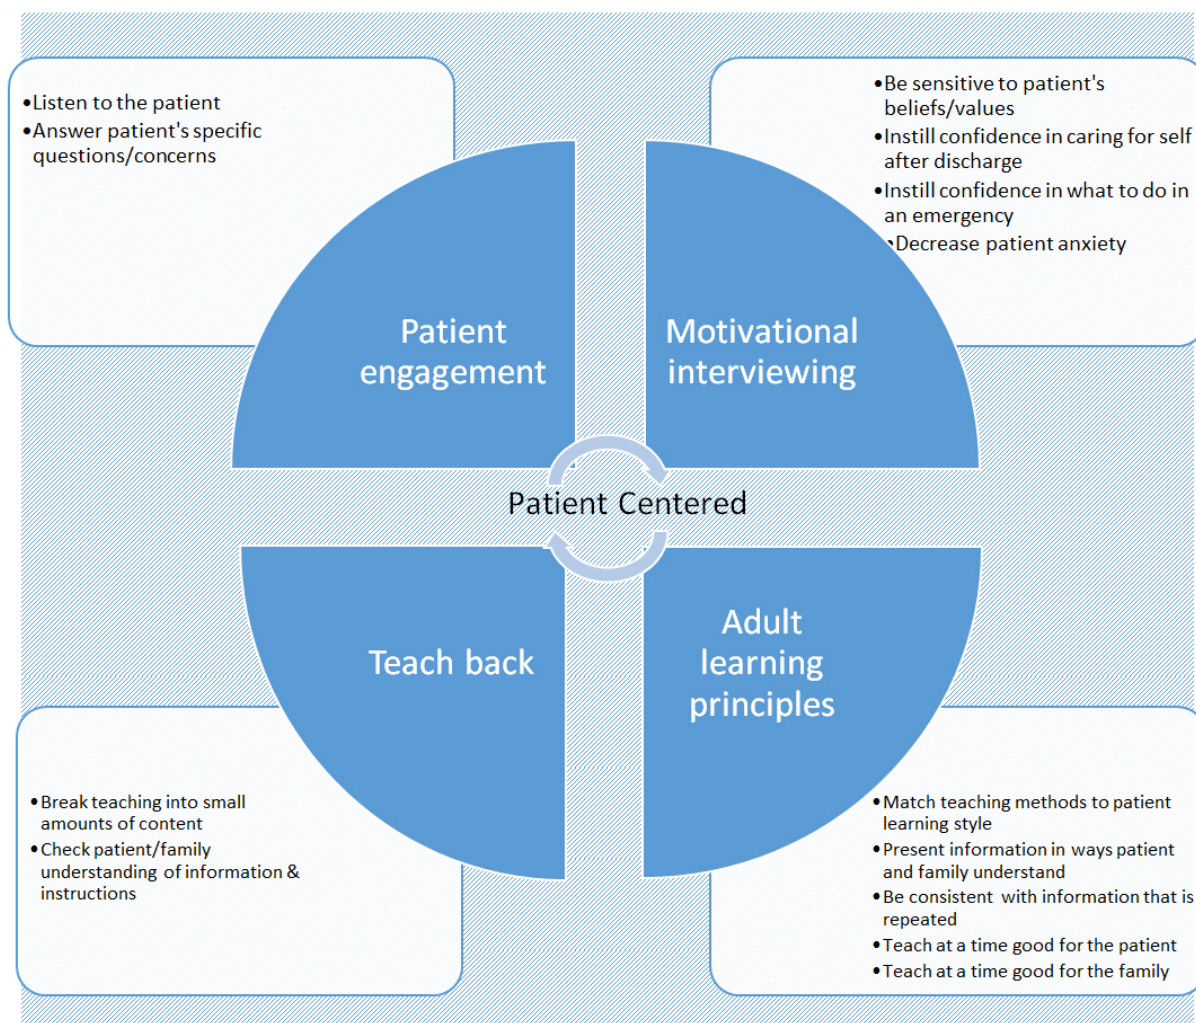 •Listen to the patient
•Answer patient's specific
questions/concerns
•Be sensitive to patient's
beliefs/values
•Instill confidence in caring for self
after discharge
•Instill confidence in what to do in
an emergency
•Decrease patient anxiety
Patient
engagement
Motivational
interviewing
Patient Centered
Teach back
Adult
learning
principles
•Break teaching into small
amounts of content
•Check patient/family
understanding of information &
instructions
•Match teaching methods to patient
learning style
•Present information in ways patient
and family understand
•Be consistent with information that is
repeated
•Teach at a time good for the patient
•Teach at a time good for the family